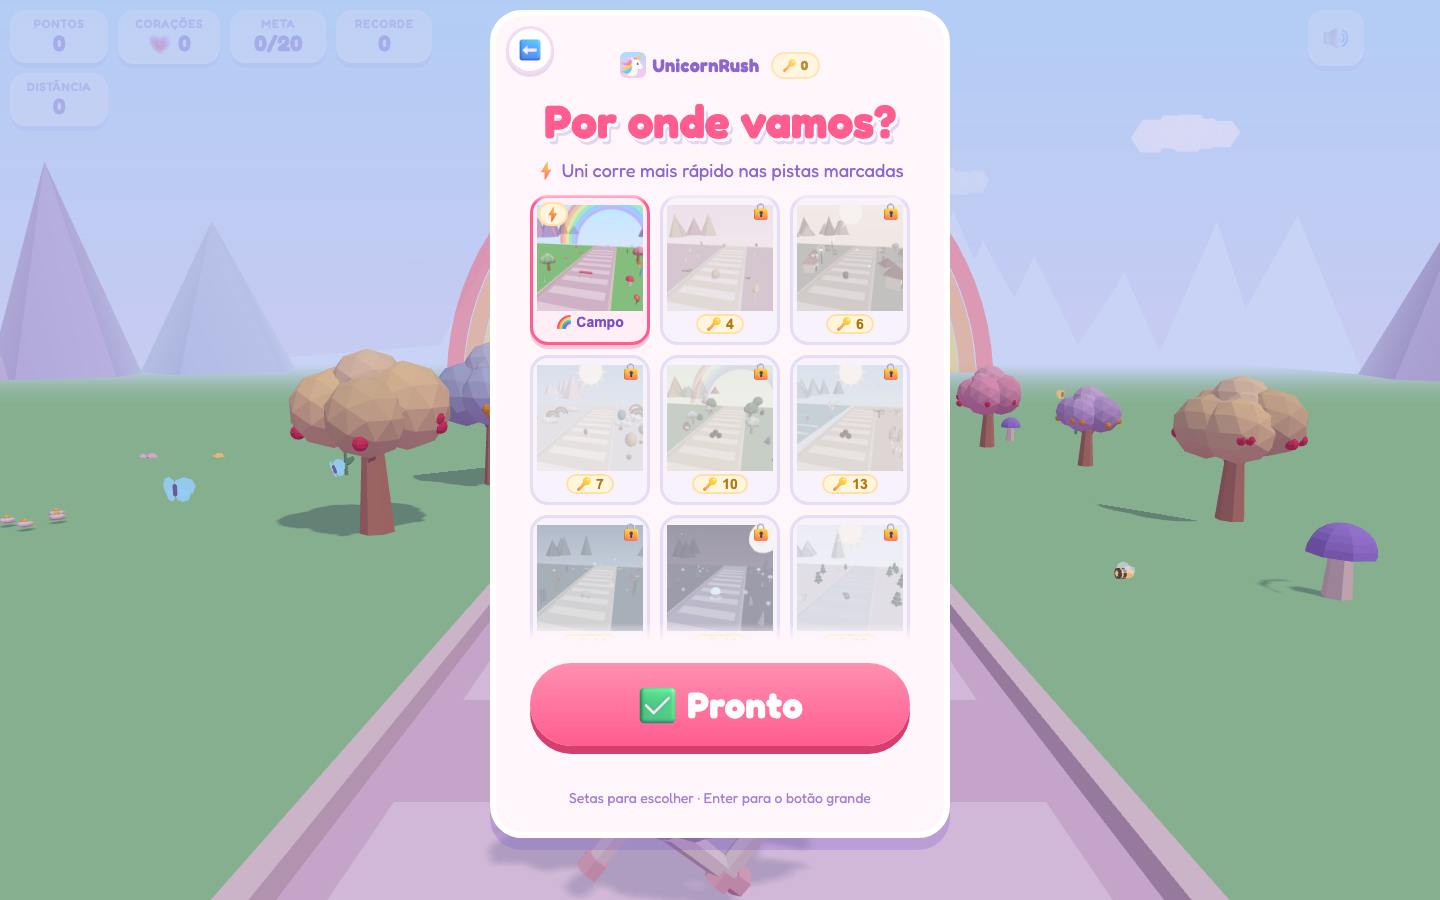 PONTOS
0
CORAÇÕES
0
META
0/20
RECORDE
0
DISTÂNCIA
0
UnicornRush
0
Por onde vamos?
Uni corre mais rápido nas pistas marcadas
Campo
4
6
7
10
13
Pronto
Setas para escolher · Enter para o botão grande